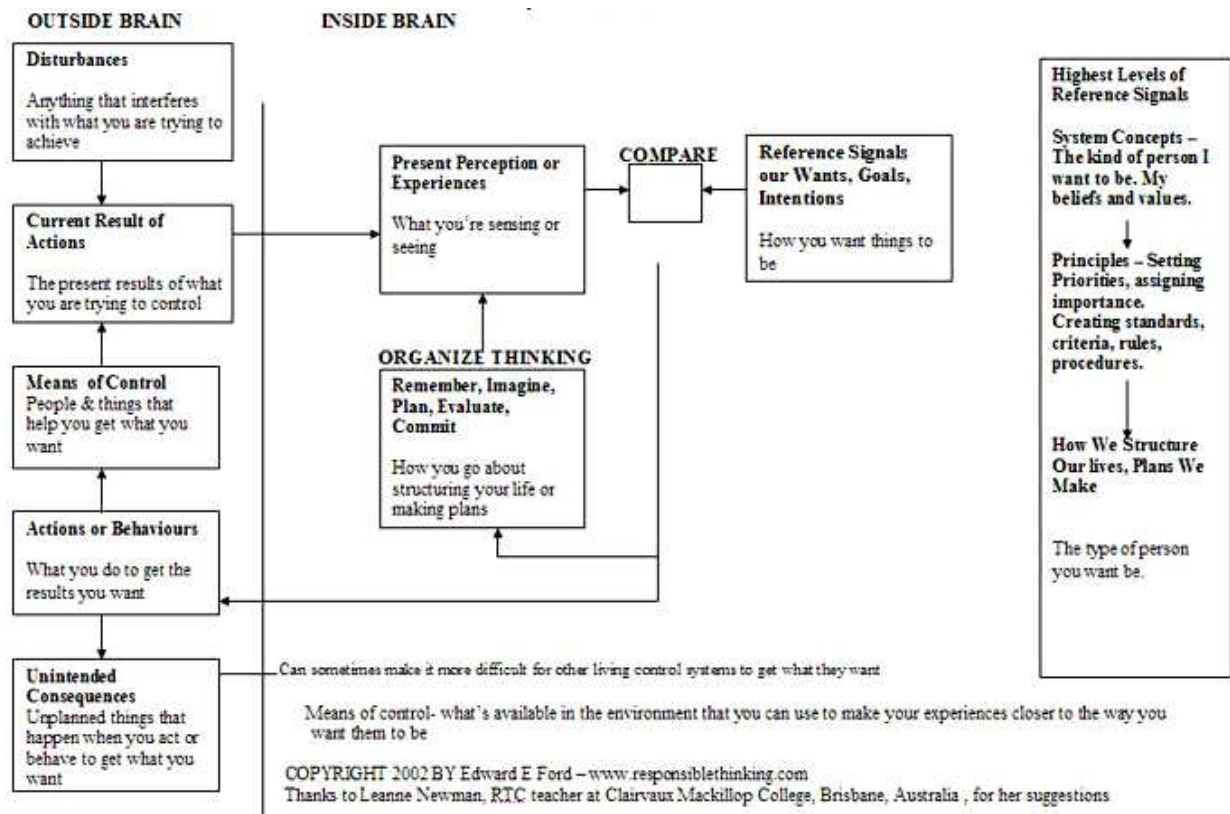 OUTSIDE BRAIN
INSIDE BRAIN
Disturbances
Anything that interferes
with what you are trying to
achieve
Current Result of
Actions
The present results of what
you are trying to control
Means of Control
People & things that
help you get what you
want
Actions or Behaviours
What you do to get the
results you want
Unintended
Consequences
Unplanned things that
happen when you act or
behave to get what you
want
Present Perception or
Experiences
What you're sensing or
seeing
COMPARE
Reference Signals
our Wants, Goals,
Intentions
How you want things to
be
ORGANIZE THINKING
Remember, Imagine,
Plan, Evaluate,
Commit
How you go about
structuring your life or
making plans
Highest Levels of
Reference Signals
System Concepts –
The kind of person I
want to be. My
beliefs and values.
Principles – Setting
Priorities, assigning
importance.
Creating standards,
criteria, rules,
procedures.
How We Structure
Our lives, Plans We
Make
The type of person
you want be.
Can sometimes make it more difficult for other living control systems to get what they want
Means of control- what's available in the environment that you can use to make your experiences closer to the way you
want them to be
COPYRIGHT 2002 BY Edward E Ford – www.responsiblethinking.com
Thanks to Leanne Newman, RTC teacher at Clairvaux Mackillop College, Brisbane, Australia , for her suggestions